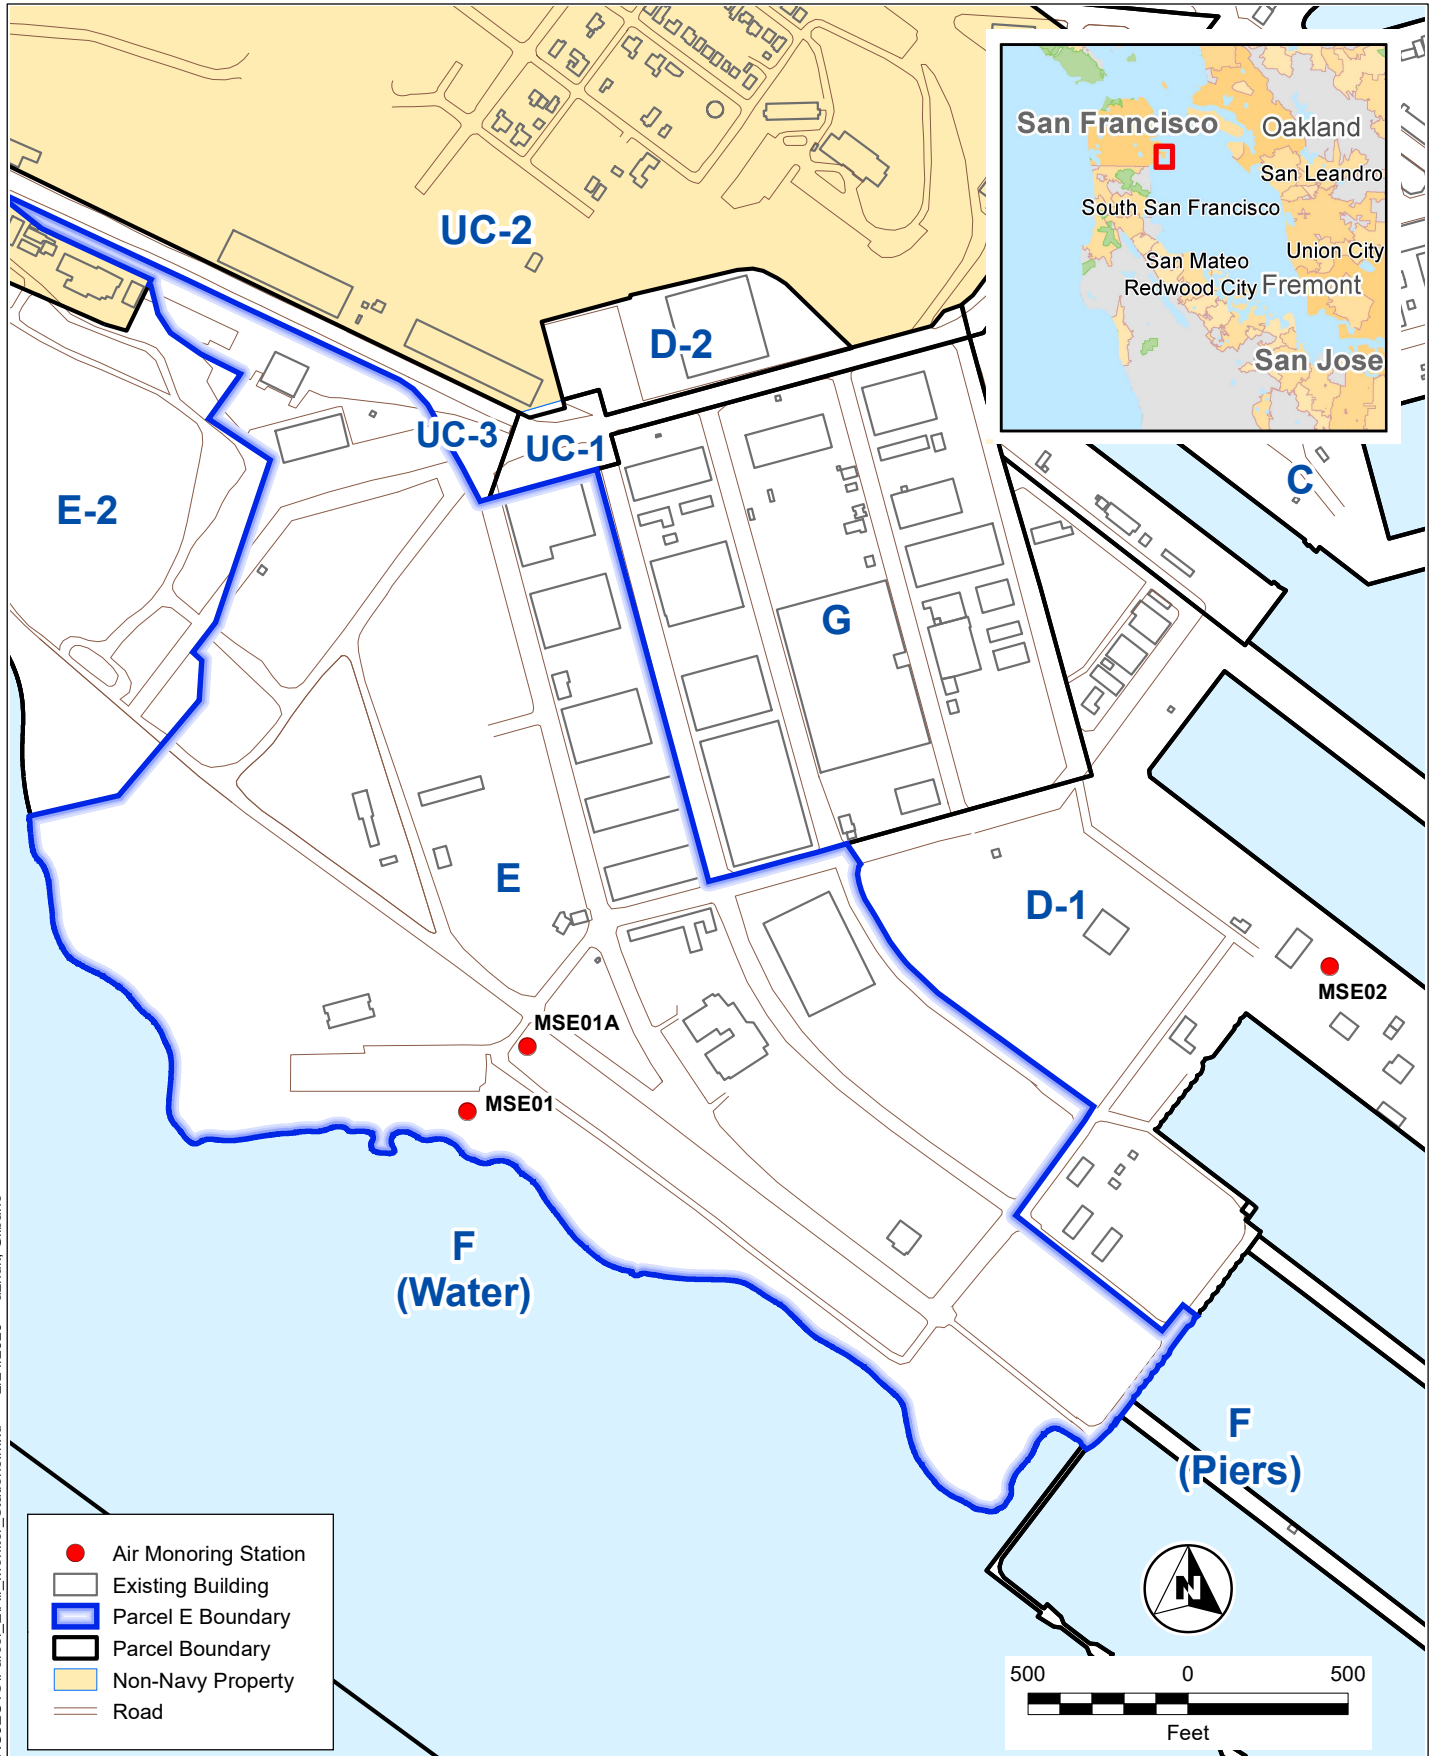 San Francisco
Oakland
San Leandro
South San Francisco
Union City
San Mateo
Redwood City
Fremont
San Jose
UC-2
D-2
UC-3
UC-1
C
E-2
G
E
D-1
MSE02
MSE01A
MSE01
F
(Water)
F
(Piers)
N
Air Monoring Station
Existing Building
Parcel E Boundary
Parcel Boundary
Non-Navy Property
Road
500 0 500
Feet